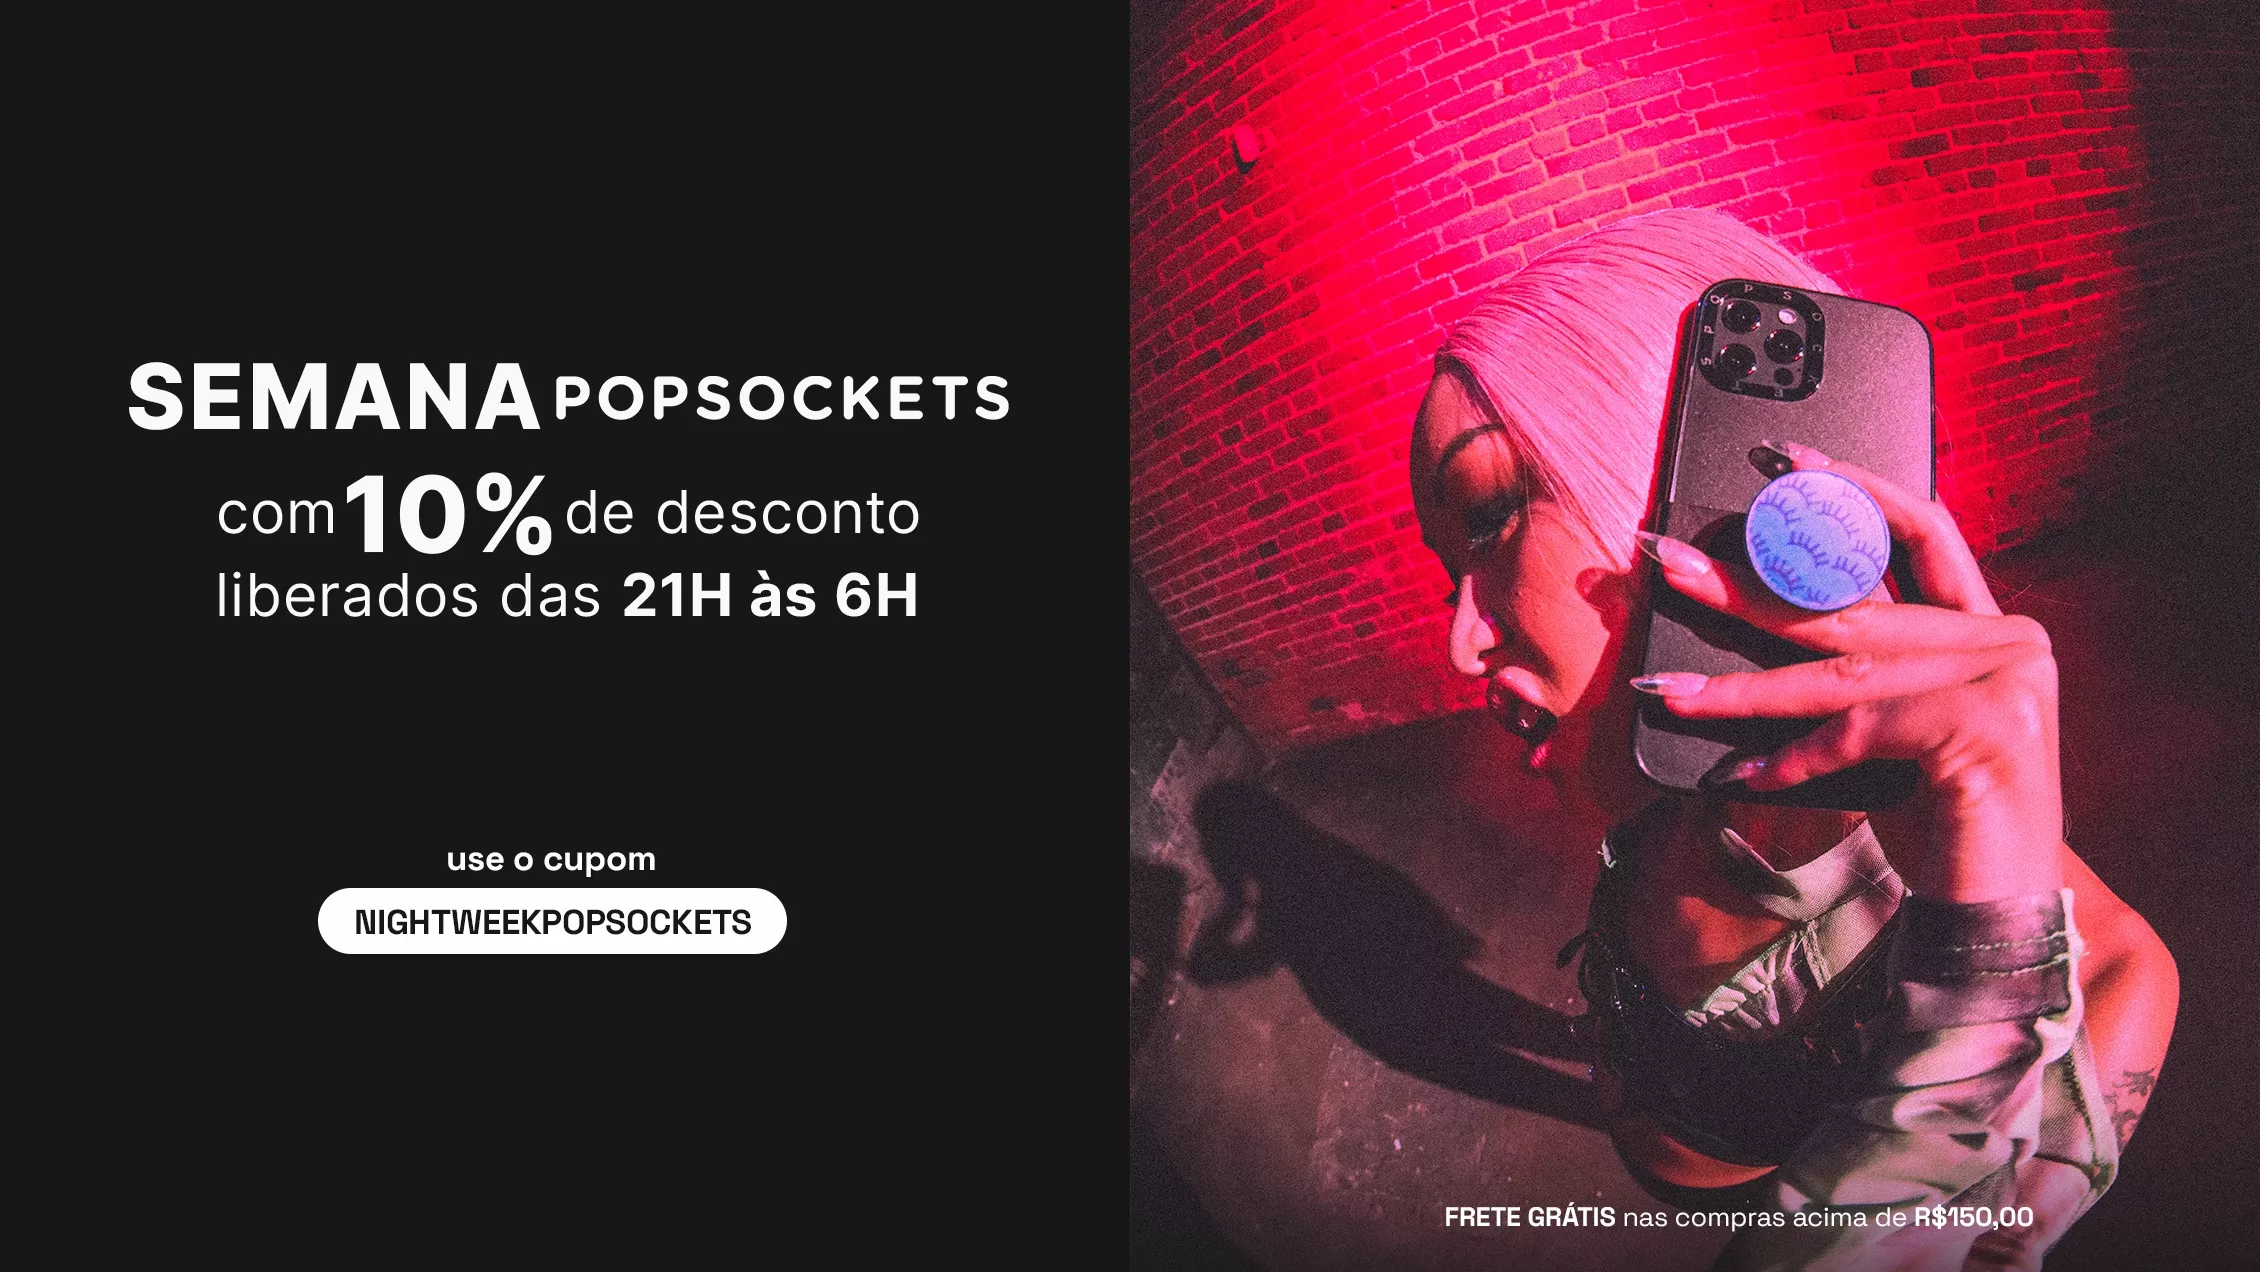 SEMANA POPSOCKETS
com 10% de desconto
liberados das 21H às 6H
use o cupom
NIGHTWEEKPOPSOCKETS
FRETE GRÁTIS nas compras acima de R$150,00